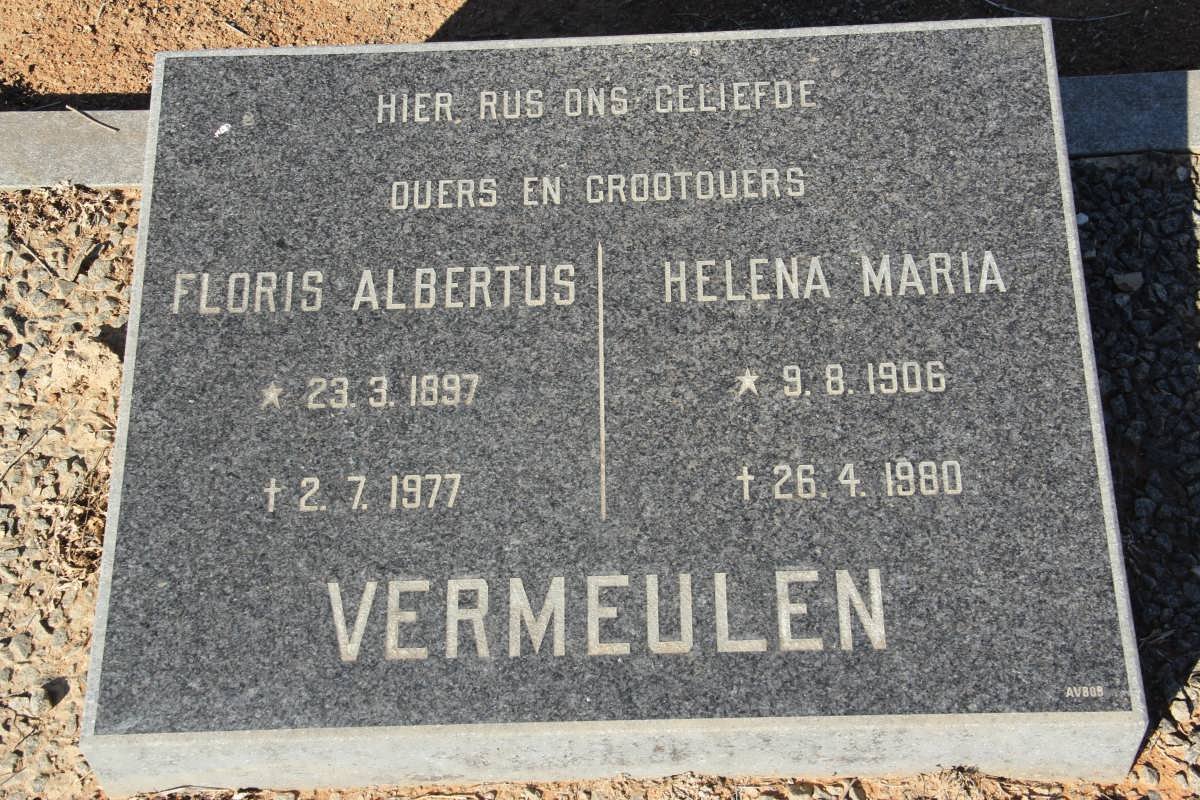 HIER RUS ONS GELIEFDE
OUERS EN GROOTOUERS
FLORIS ALBERTUS
★ 23. 3. 1897
† 2. 7. 1977
HELENA MARIA
★ 9. 8. 1906
† 26. 4. 1980
VERMEULEN